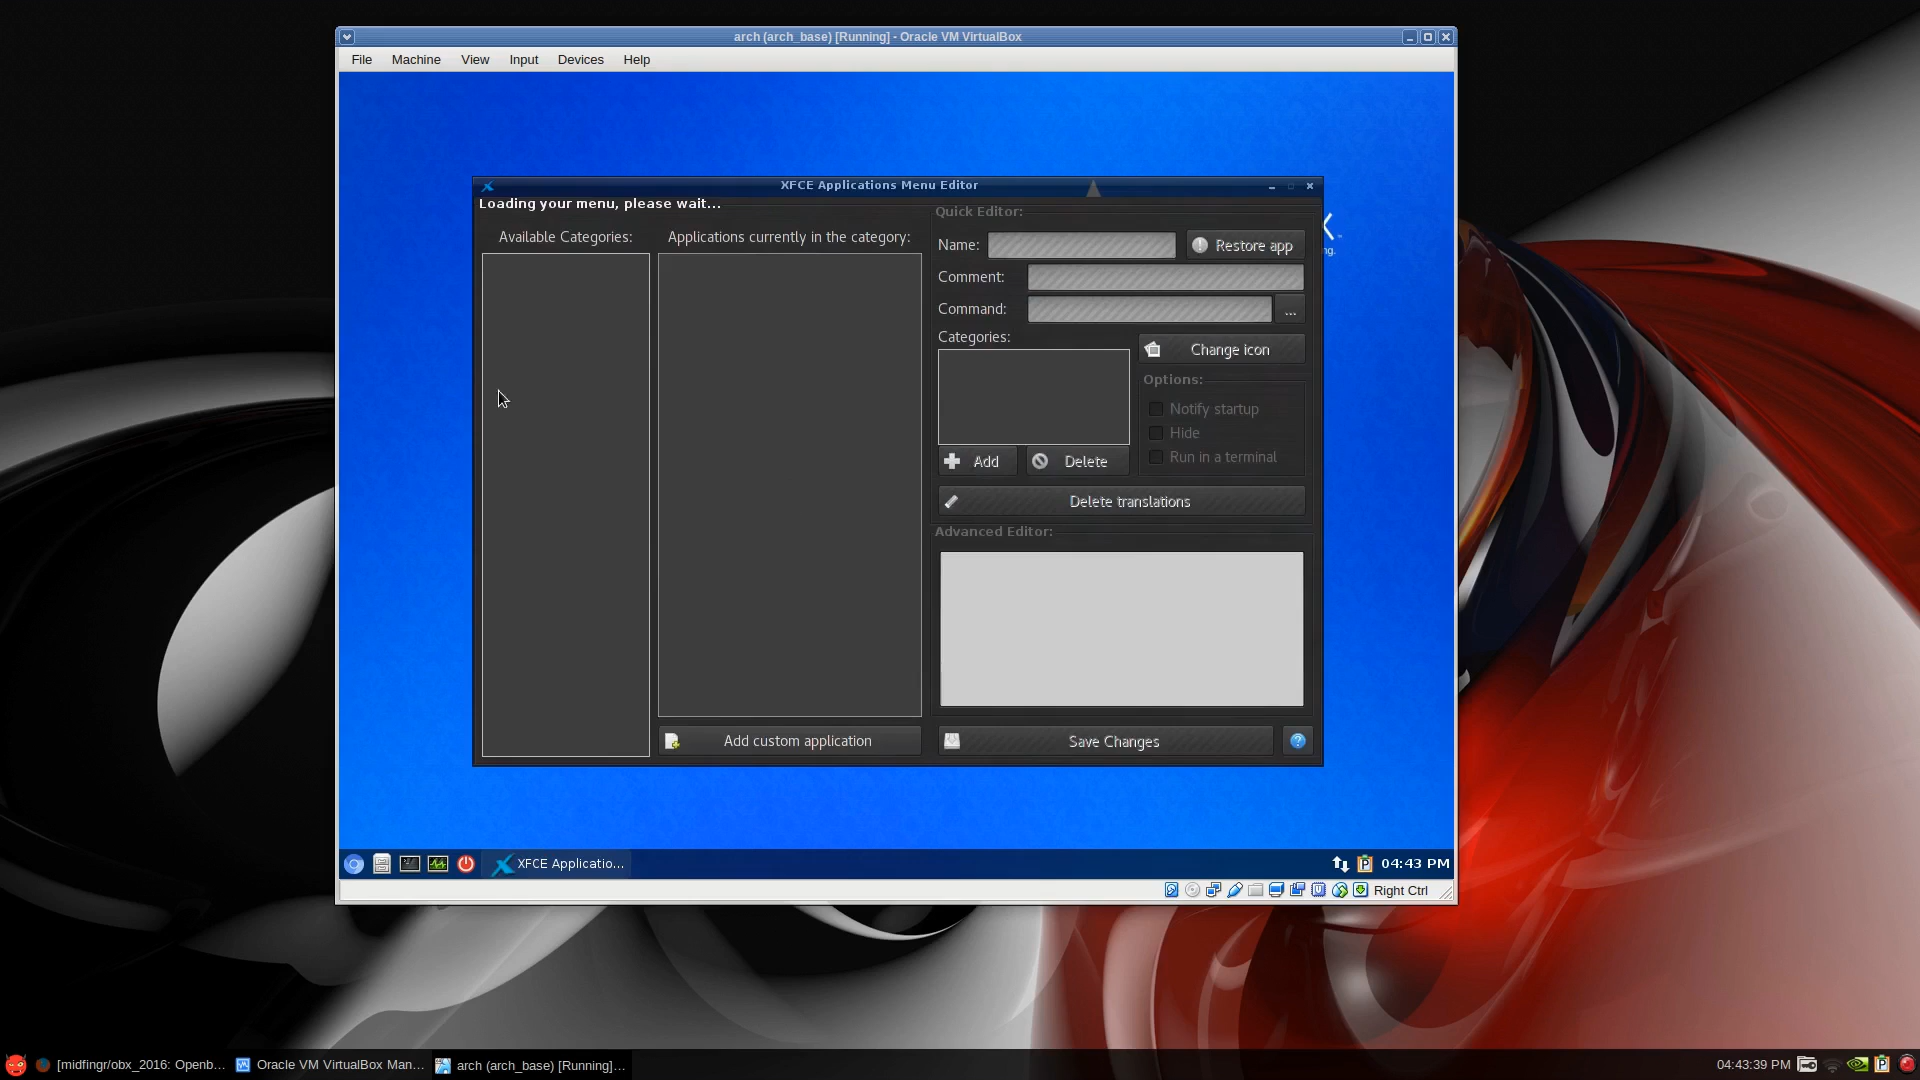 arch (arch_base) [Running] - Oracle VM VirtualBox
File Machine View Input Devices Help
XFCE Applications Menu Editor
Loading your menu, please wait...
Available Categories:
Applications currently in the category:
Quick Editor:
Name:
Restore app
Comment:
Command:
...
Categories:
Change icon
Options:
Notify startup
Hide
Run in a terminal
Add
Delete
Delete translations
Advanced Editor:
Add custom application
Save Changes
?
ng.
XFCE Applicatio...
04:43 PM
Right Ctrl
[midfingr/obx_2016: Openb...
Oracle VM VirtualBox Man...
arch (arch_base) [Running]...
04:43:39 PM